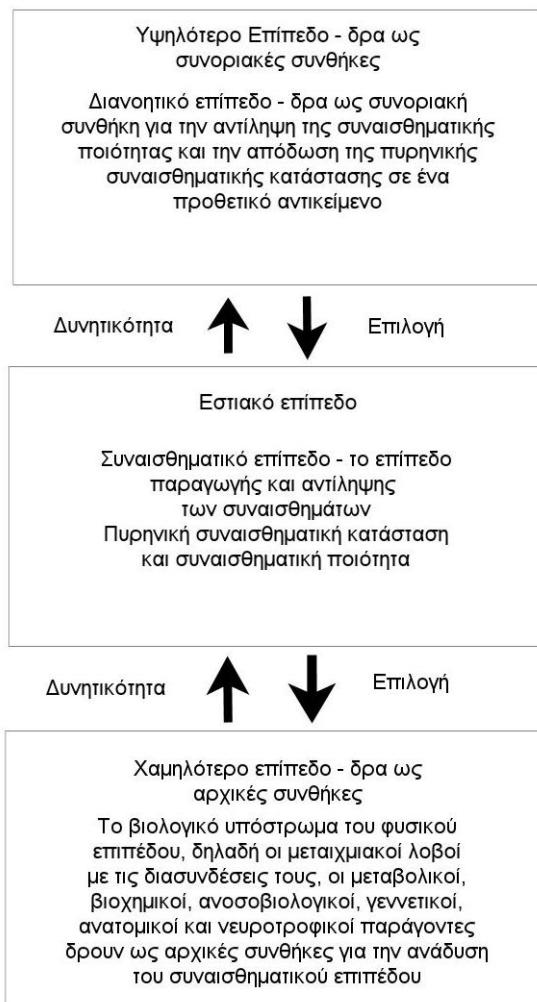 Υψηλότερο Επίπεδο - δρα ως
συνοριακές συνθήκες
Διανοητικό επίπεδο - δρα ως συνοριακή
συνθήκη για την αντίληψη της συναισθηματικής
ποιότητας και την απόδωση της πυρηνικής
συναισθηματικής κατάστασης σε ένα
προθετικό αντικείμενο
Δυνητικότητα
Επιλογή
Εστιακό επίπεδο
Συναισθηματικό επίπεδο - το επίπεδο
παραγωγής και αντίληψης
των συναισθημάτων
Πυρηνική συναισθηματική κατάσταση
και συναισθηματική ποιότητα
Δυνητικότητα
Επιλογή
Χαμηλότερο επίπεδο - δρα ως
αρχικές συνθήκες
Το βιολογικό υπόστρωμα του φυσικού
επιπέδου, δηλαδή οι μεταιχμιακοί λοβοί
με τις διασυνδέσεις τους, οι μεταβολικοί,
βιοχημικοί, ανοσοβιολογικοί, γεννετικοί,
ανατομικοί και νευροτροφικοί παράγοντες
δρουν ως αρχικές συνθήκες για την ανάδυση
του συναισθηματικού επιπέδου